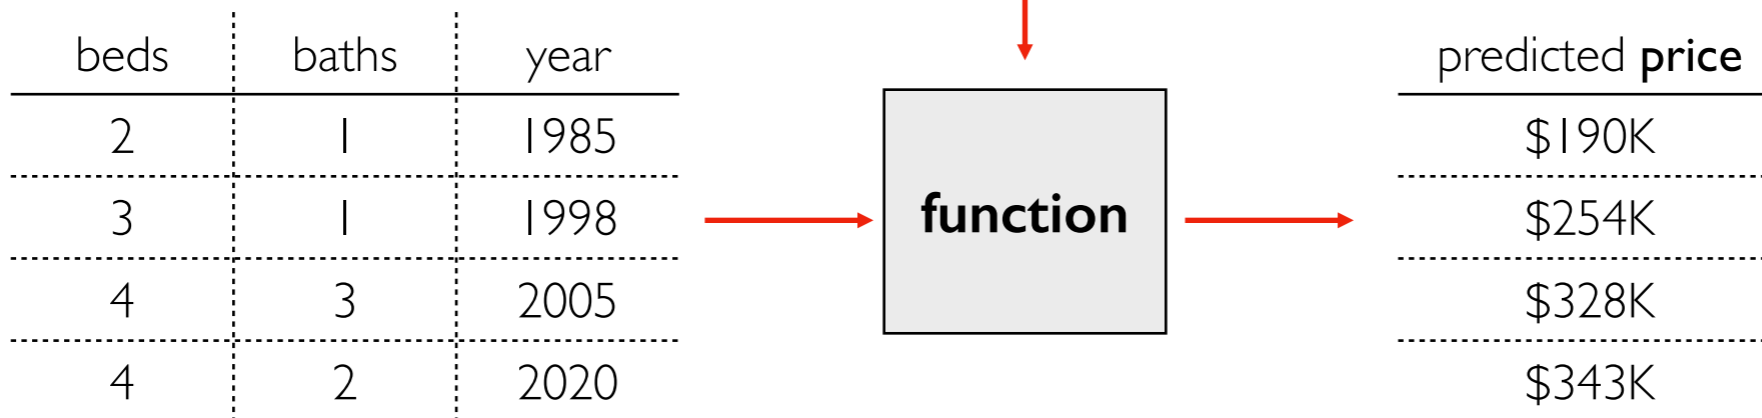 beds baths year predicted price
2 1 1985 $190K
3 1 1998 function $254K
4 3 2005 $328K
4 2 2020 $343K